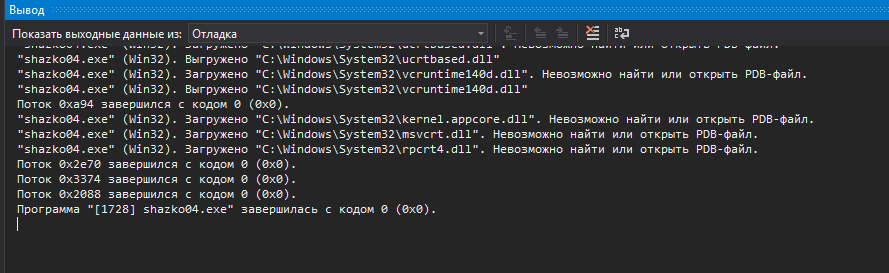 Вывод
Показать выходные данные из: Отладка
"shazko04.exe" (Win32). Загружено "C:\Windows\System32\ucrtbased.dll". Невозможно найти или открыть PDB-файл.
"shazko04.exe" (Win32). Выгружено "C:\Windows\System32\ucrtbased.dll"
"shazko04.exe" (Win32). Загружено "C:\Windows\System32\vcruntime140d.dll". Невозможно найти или открыть PDB-файл.
"shazko04.exe" (Win32). Выгружено "C:\Windows\System32\vcruntime140d.dll"
Поток 0xa94 завершился с кодом 0 (0x0).
"shazko04.exe" (Win32). Загружено "C:\Windows\System32\kernel.appcore.dll". Невозможно найти или открыть PDB-файл.
"shazko04.exe" (Win32). Загружено "C:\Windows\System32\msvcrt.dll". Невозможно найти или открыть PDB-файл.
"shazko04.exe" (Win32). Загружено "C:\Windows\System32\rpcrt4.dll". Невозможно найти или открыть PDB-файл.
Поток 0x2e70 завершился с кодом 0 (0x0).
Поток 0x3374 завершился с кодом 0 (0x0).
Поток 0x2088 завершился с кодом 0 (0x0).
Программа "[1728] shazko04.exe" завершилась с кодом 0 (0x0).